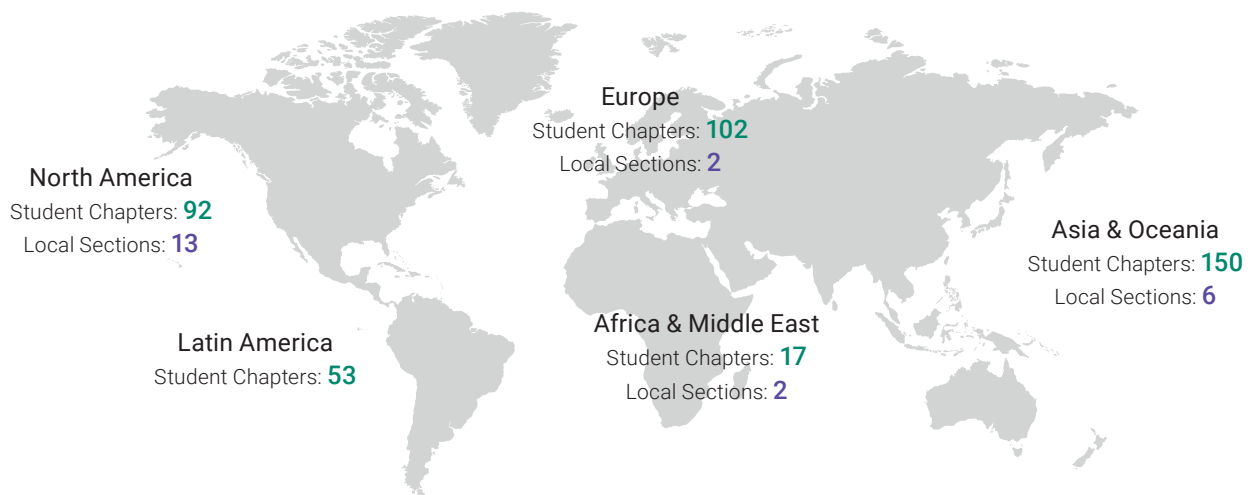 Europe
Student Chapters: 102
Local Sections: 2
North America
Student Chapters: 92
Local Sections: 13
Asia & Oceania
Student Chapters: 150
Local Sections: 6
Africa & Middle East
Student Chapters: 17
Local Sections: 2
Latin America
Student Chapters: 53